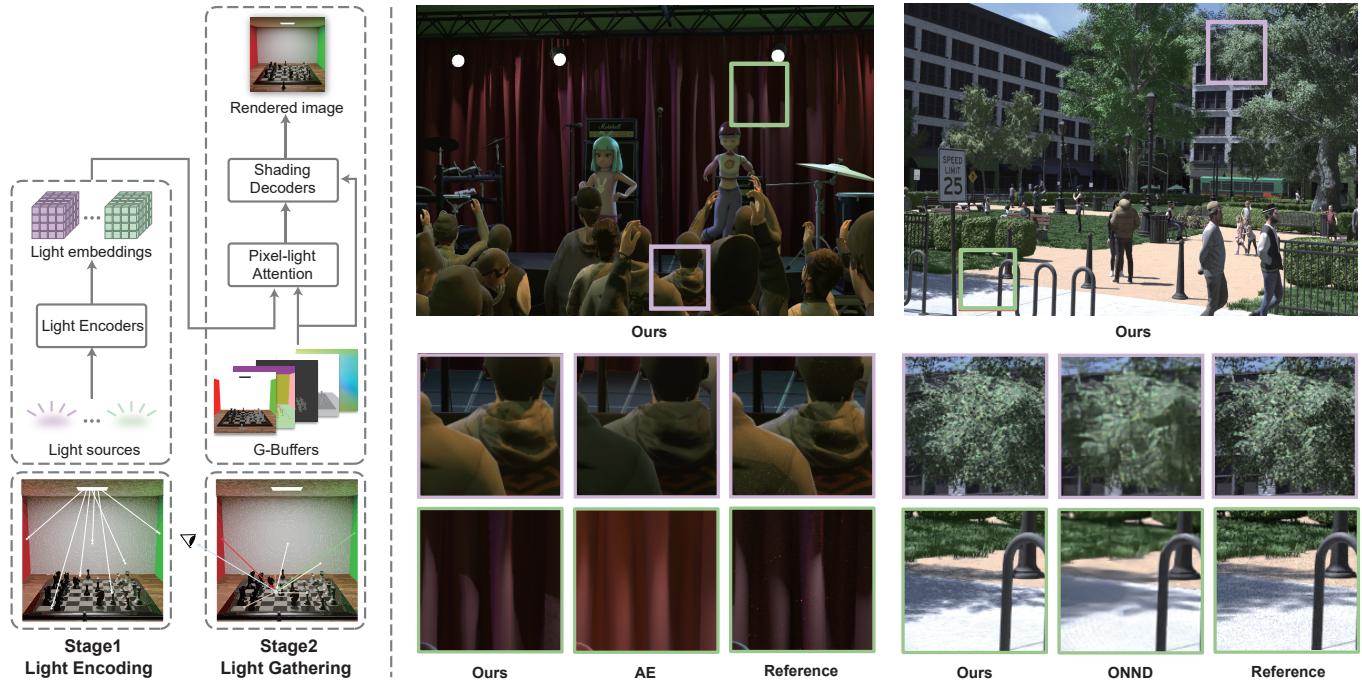 Rendered image
Shading
Decoders
Light embeddings
Pixel-light
Attention
Light Encoders
Light sources
G-Buffers
Stage1
Light Encoding
Stage2
Light Gathering
Marshall
Ours
SPEED
LIMIT
25
Ours
Ours
AE
Reference
Ours
ONND
Reference